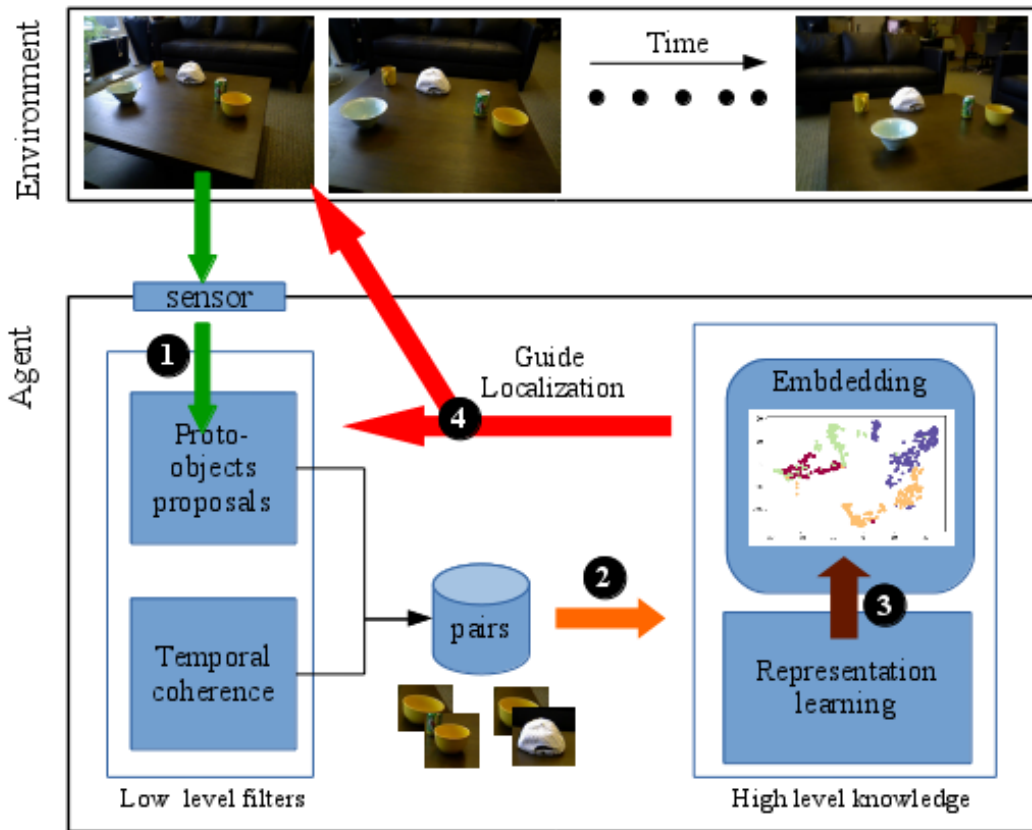 Environment
Time
sensor
Agent
1
Guide
Localization
4
Proto-
objects
proposals
Temporal
coherence
Low level filters
pairs
2
Embdedding
3
Representation
learning
High level knowledge